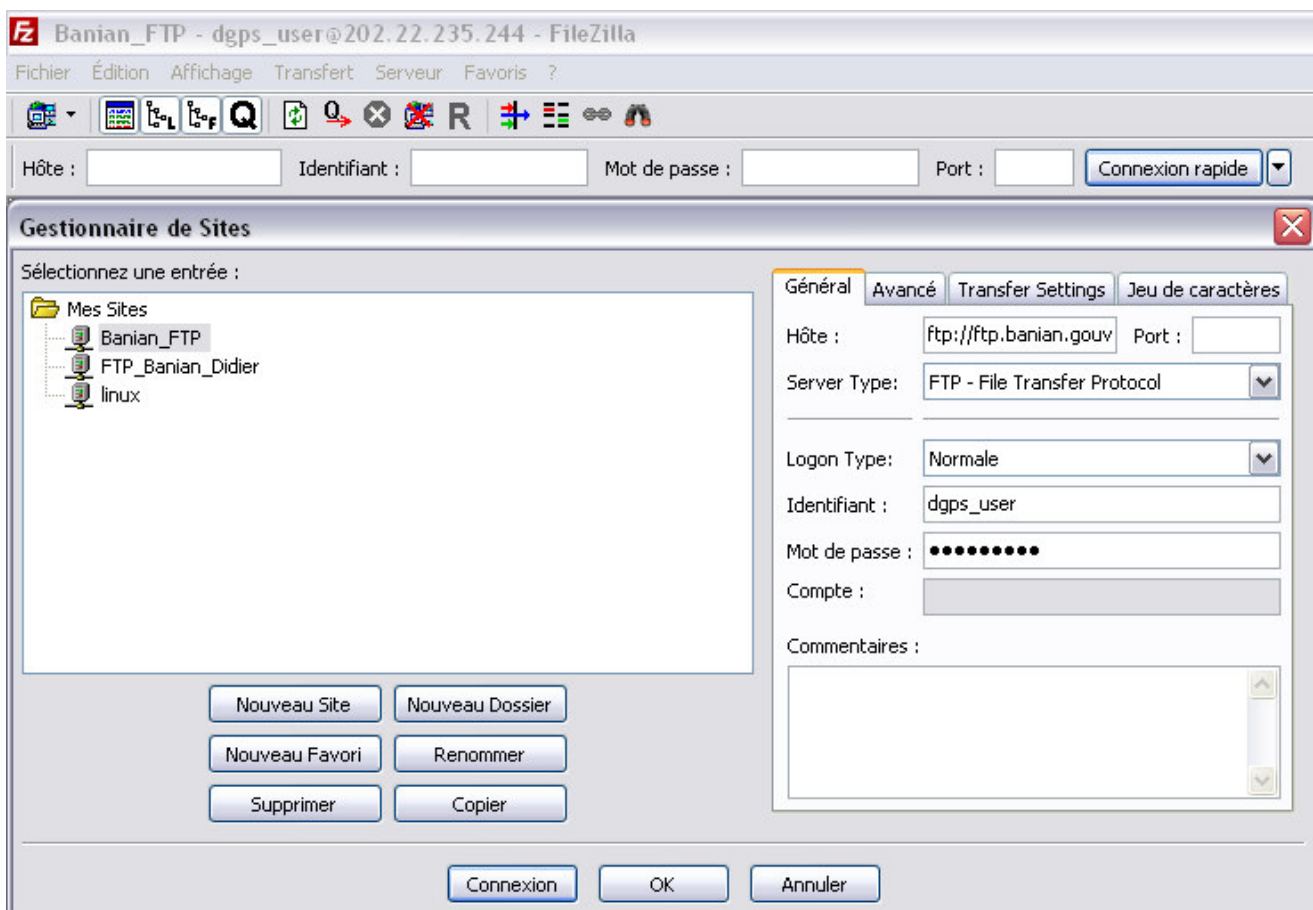 Banian_FTP - dgps_user@202.22.235.244 - FileZilla
Fichier Édition Affichage Transfert Serveur Favoris ?
Hôte : Identifiant : Mot de passe : Port : Connexion rapide
Gestionnaire de Sites
Sélectionnez une entrée :
Mes Sites
Banian_FTP
FTP_Banian_Didier
linux
Nouveau Site Nouveau Dossier
Nouveau Favori Renommer
Supprimer Copier
Général Avancé Transfer Settings Jeu de caractères
Hôte : ftp://ftp.banian.gouv Port :
Server Type: FTP - File Transfer Protocol
Logon Type: Normale
Identifiant : dgps_user
Mot de passe : ●●●●●●●●●
Compte :
Commentaires :
Connexion OK Annuler